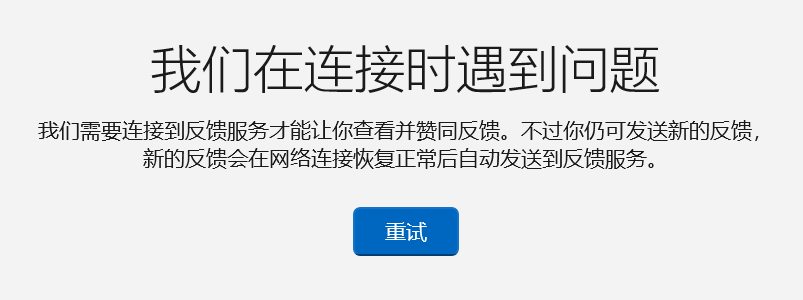 我们在连接时遇到问题
我们需要连接到反馈服务才能让你查看并赞同反馈。不过你仍可发送新的反馈，
新的反馈会在网络连接恢复正常后自动发送到反馈服务。
重试